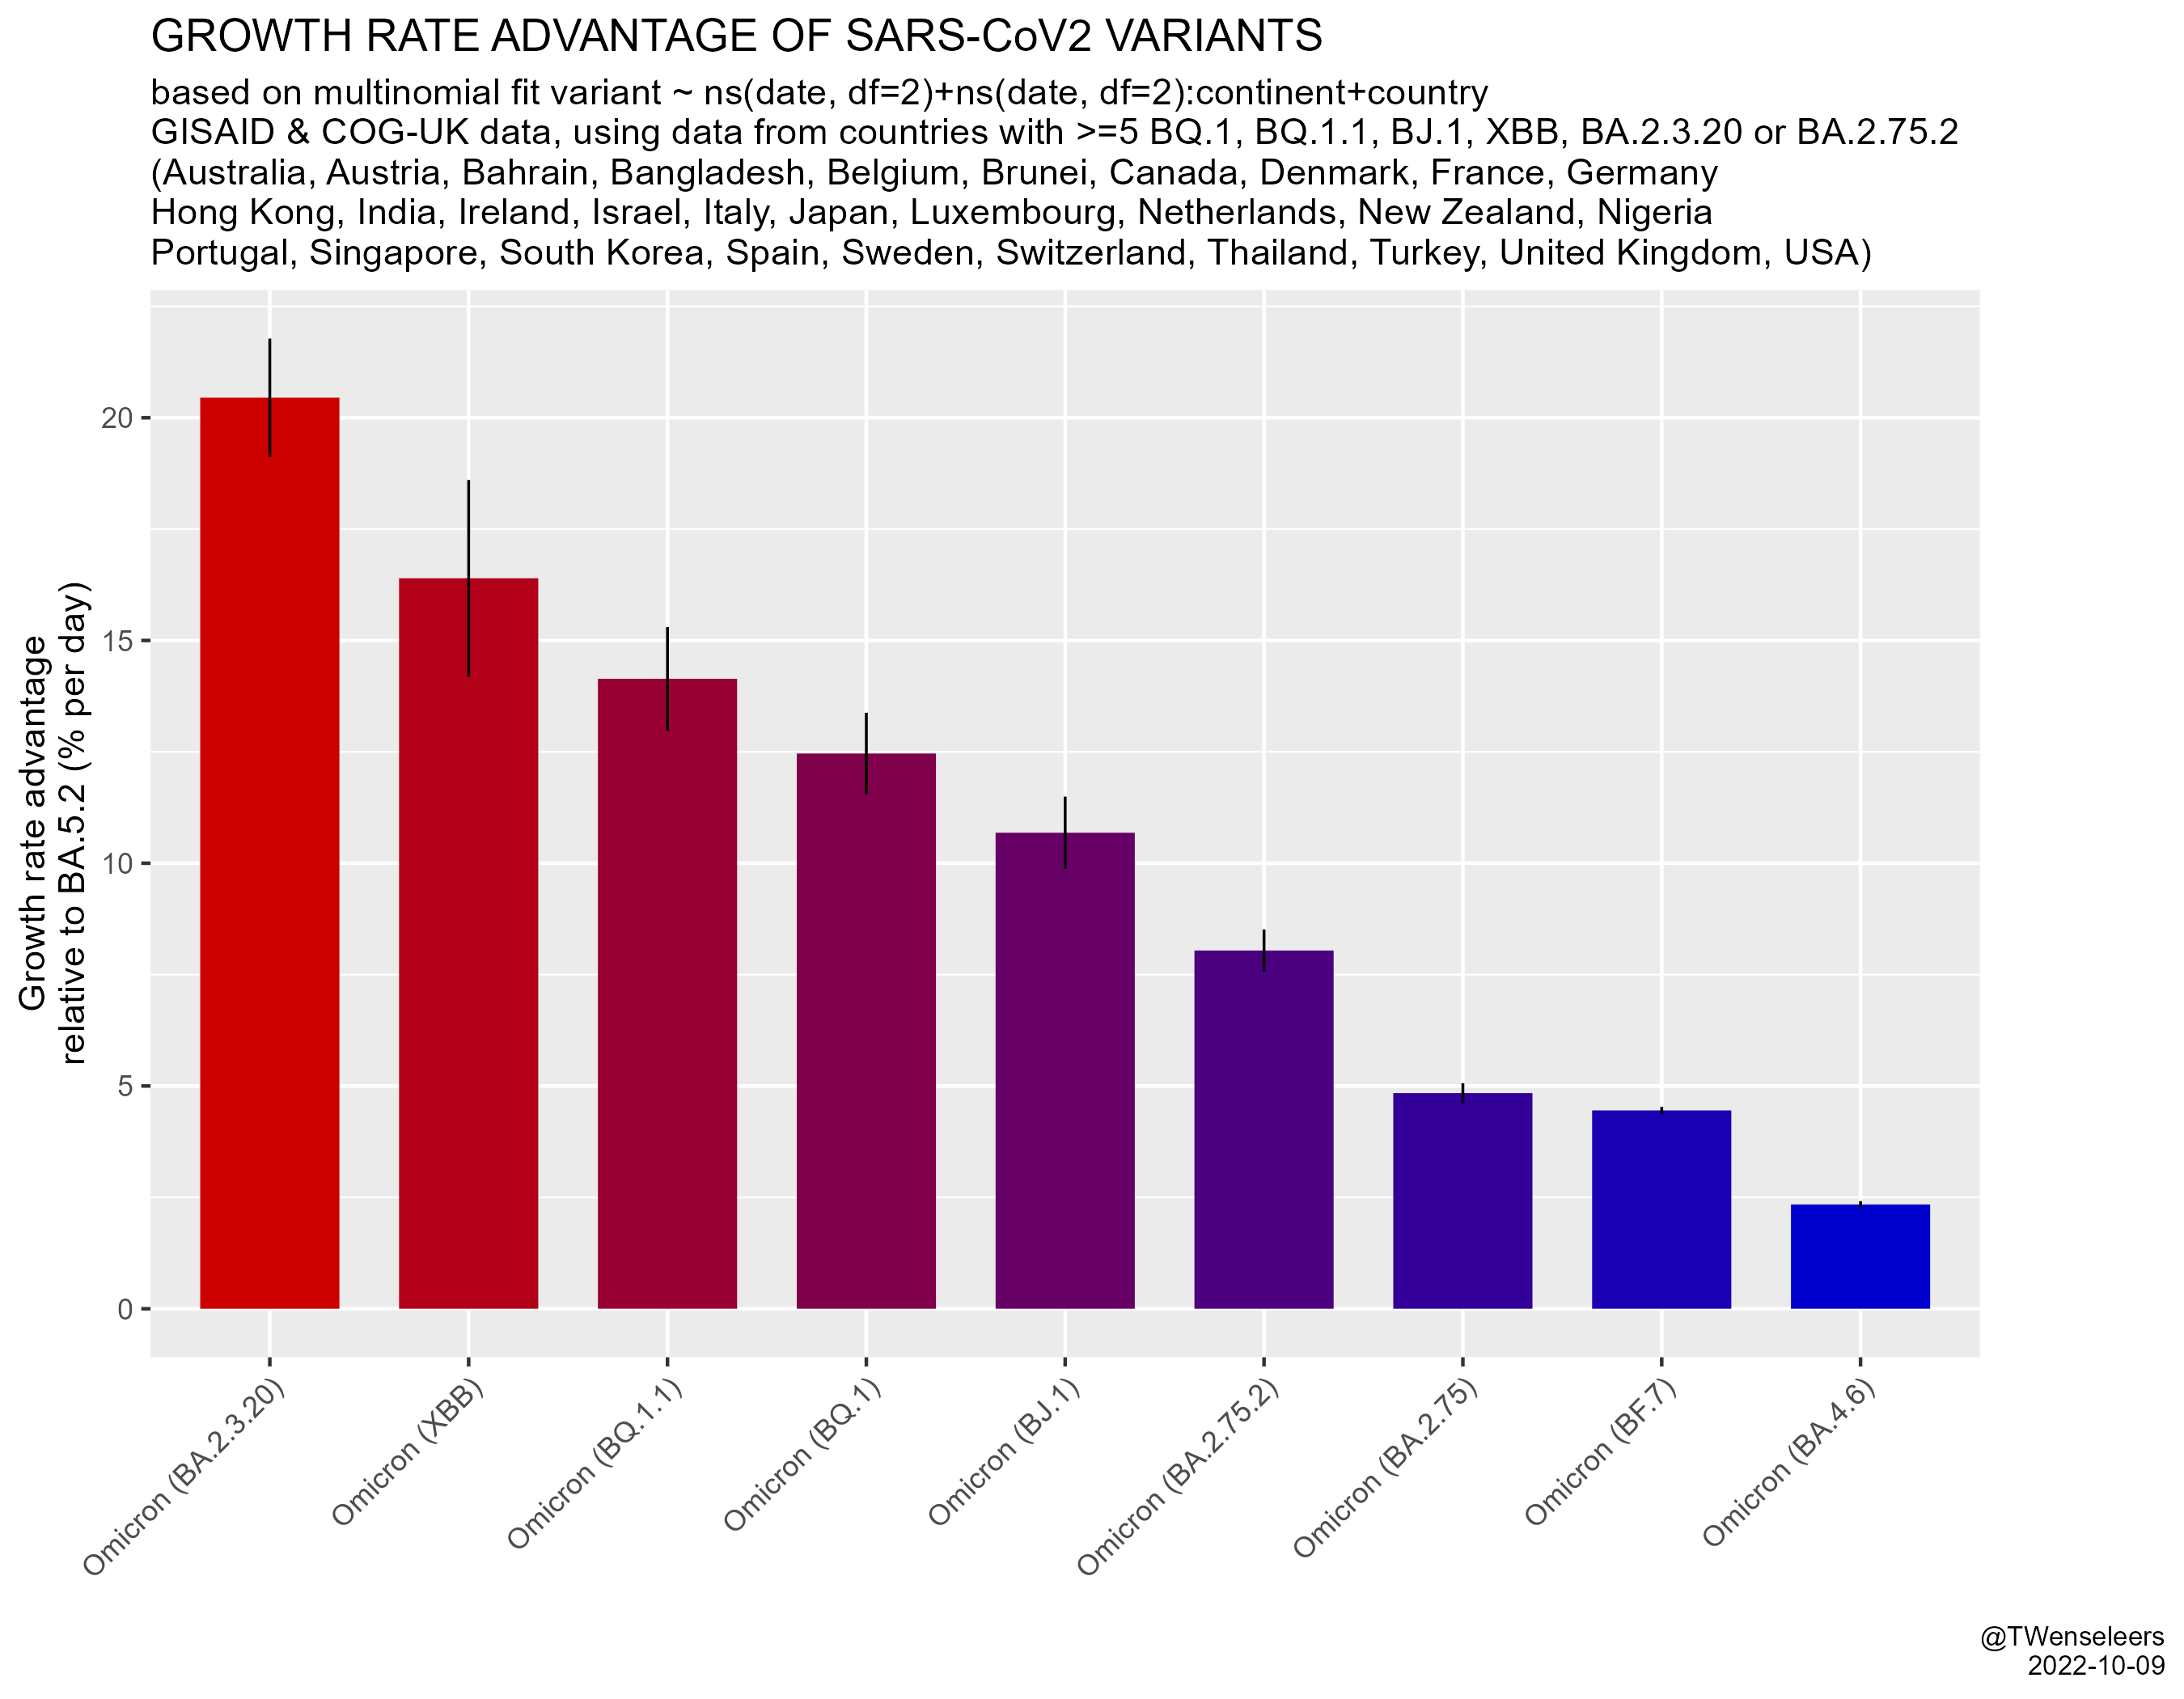 GROWTH RATE ADVANTAGE OF SARS-CoV2 VARIANTS
based on multinomial fit variant ~ ns(date, df=2)+ns(date, df=2):continent+country
GISAID & COG-UK data, using data from countries with >=5 BQ.1, BQ.1.1, BJ.1, XBB, BA.2.3.20 or BA.2.75.2
(Australia, Austria, Bahrain, Bangladesh, Belgium, Brunei, Canada, Denmark, France, Germany
Hong Kong, India, Ireland, Israel, Italy, Japan, Luxembourg, Netherlands, New Zealand, Nigeria
Portugal, Singapore, South Korea, Spain, Sweden, Switzerland, Thailand, Turkey, United Kingdom, USA)
Growth rate advantage
relative to BA.5.2 (% per day)
20
15
10
5
0
Omicron (BA.2.3.20)
Omicron (XBB)
Omicron (BQ.1.1)
Omicron (BQ.1)
Omicron (BJ.1)
Omicron (BA.2.75.2)
Omicron (BA.2.75)
Omicron (BF.7)
Omicron (BA.4.6)
@TWenseleers
2022-10-09